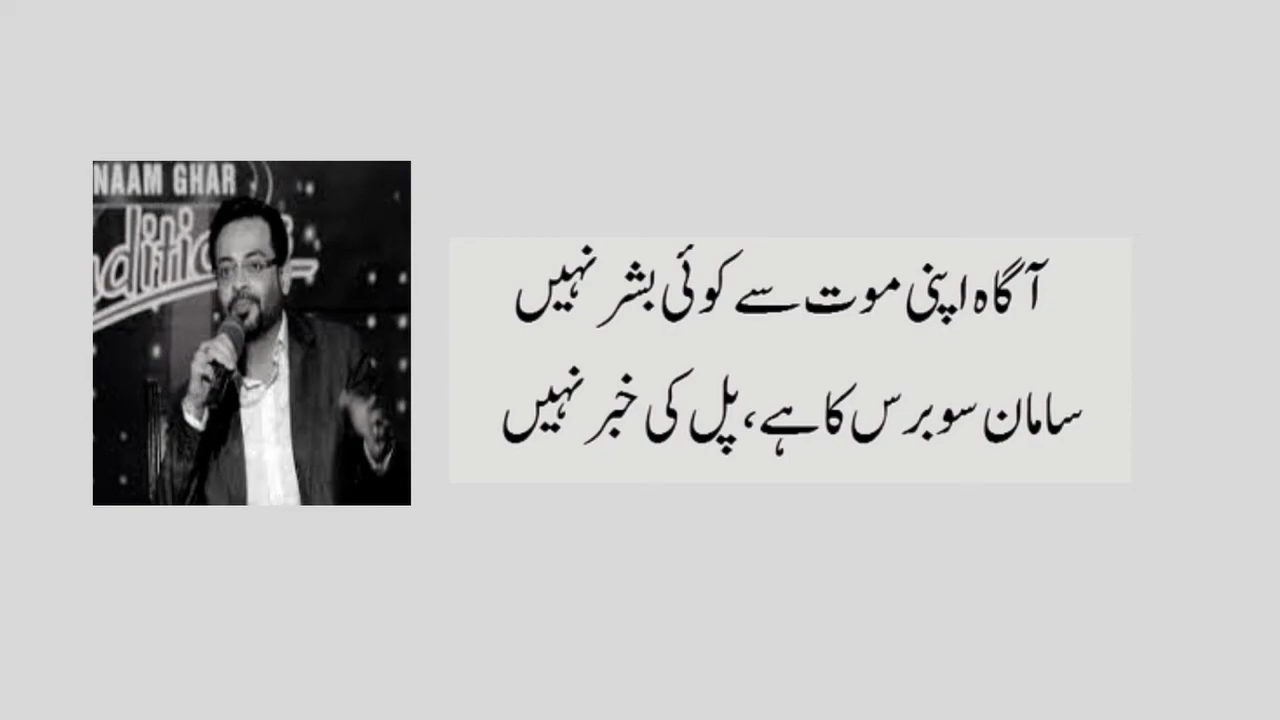 NAAM GHAR
آگاہ اپنی موت سے کوئی بشر نہیں
سامان سو برس کا ہے، پل کی خبر نہیں